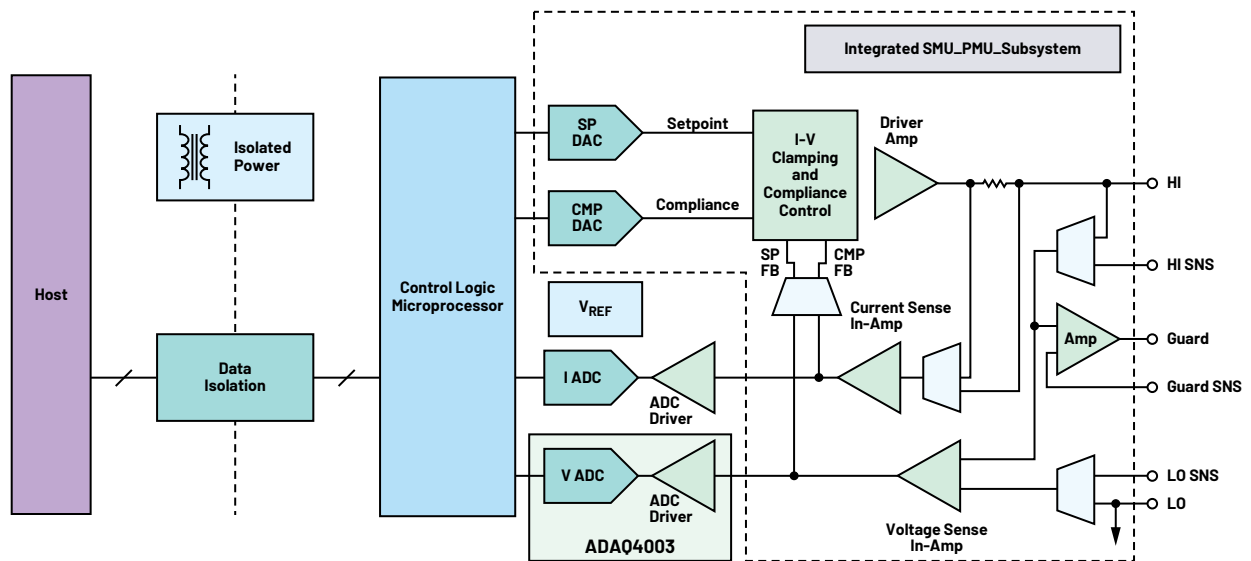 Integrated SMU_PMU_Subsystem
Host
Isolated
Power
Data
Isolation
Control Logic
Microprocessor
SP
DAC
Setpoint
CMP
DAC
Compliance
I-V
Clamping
and
Compliance
Control
Driver
Amp
HI
HI SNS
SP
FB
CMP
FB
VREF
Current Sense
In-Amp
Amp
Guard
Guard SNS
I ADC
ADC
Driver
V ADC
ADC
Driver
ADAQ4003
Voltage Sense
In-Amp
LO SNS
LO